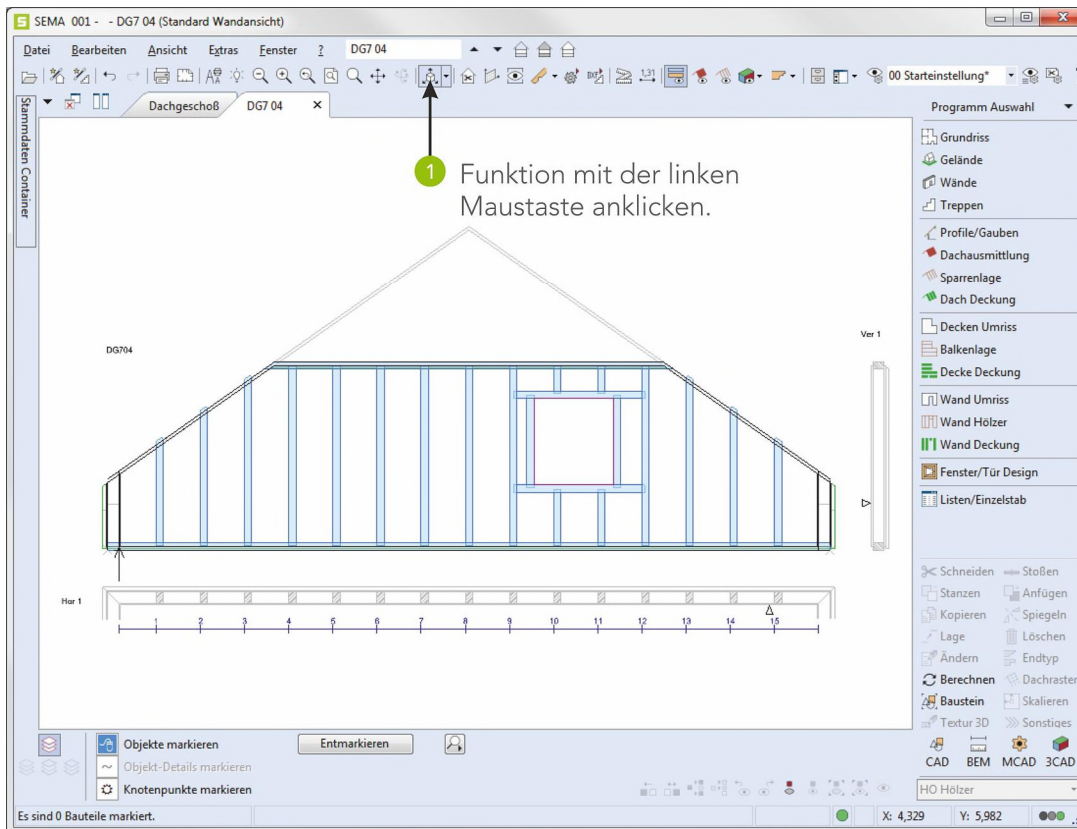 SEMA 001 - - DG7 04 (Standard Wandansicht)
Datei Bearbeiten Ansicht Extras Fenster ? DG7 04
00 Starteinstellung*
Stammdaten Container
Dachgeschoß DG7 04
1 Funktion mit der linken
Maustaste anklicken.
DG704
Ver 1
Hor 1
1 2 3 4 5 6 7 8 9 10 11 12 13 14 15
Programm Auswahl
Grundriss
Gelände
Wände
Treppen
Profile/Gauben
Dachausmittlung
Sparrenlage
Dach Deckung
Decken Umriss
Balkenlage
Decke Deckung
Wand Umriss
Wand Hölzer
Wand Deckung
Fenster/Tür Design
Listen/Einzelstab
Schneiden Stoßen
Stanzen Anfügen
Kopieren Spiegeln
Lage Löschen
Ändern Endtyp
Berechnen Dachraster
Baustein Skalieren
Textur 3D Sonstiges
CAD BEM MCAD 3CAD
HO Hölzer
Objekte markieren Entmarkieren
Objekt-Details markieren
Knotenpunkte markieren
Es sind 0 Bauteile markiert. X: 4,329 Y: 5,982